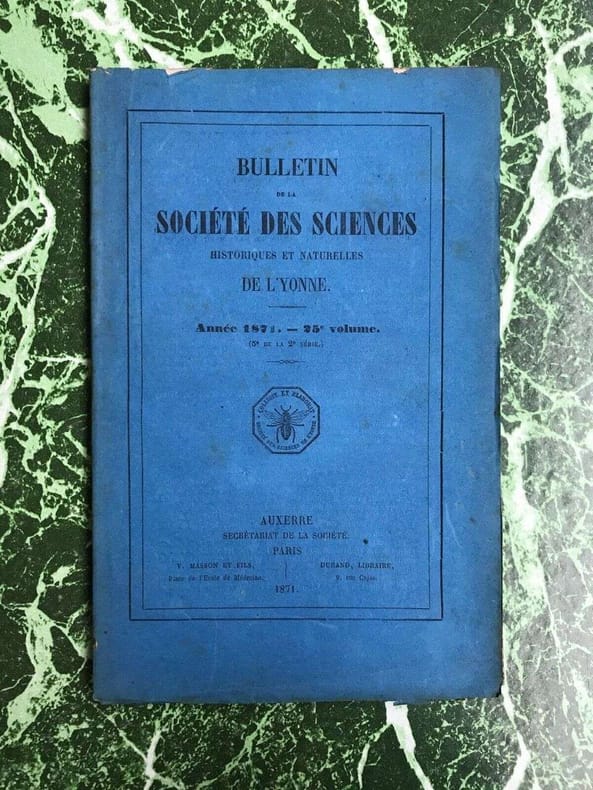 BULLETIN
DE LA
SOCIÉTÉ DES SCIENCES
HISTORIQUES ET NATURELLES
DE L'YONNE.
Année 1871. — 25e volume.
(5e DE LA 2e SÉRIE.)
AUXERRE
SECRÉTARIAT DE LA SOCIÉTÉ.
PARIS
V. MASSON ET FILS,
Place de l'Ecole de Médecine.
DURAND, LIBRAIRE,
9, rue Cujas.
1871.